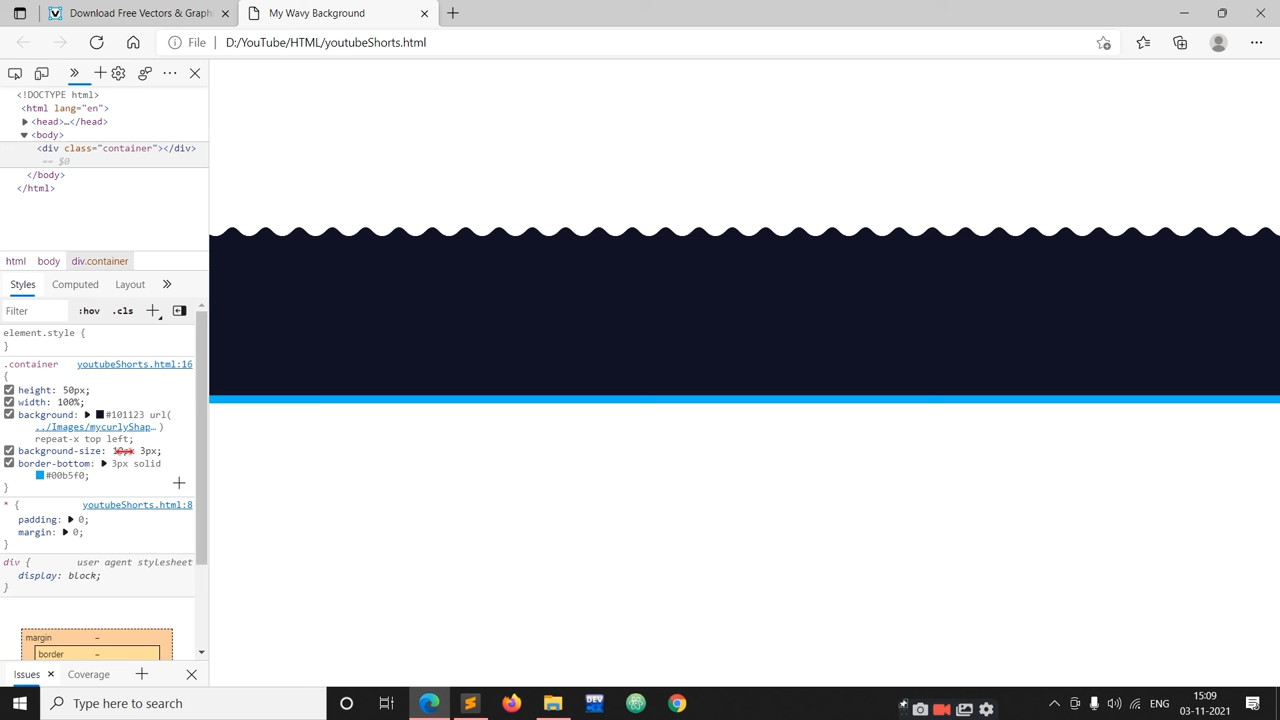 Download Free Vectors & Graph
My Wavy Background
File
D:/YouTube/HTML/youtubeShorts.html
<!DOCTYPE html>
<html lang="en">
<head>…</head>
<body>
<div class="container"></div>
== $0
</body>
</html>
html body div.container
Styles Computed Layout
Filter :hov .cls
element.style {
}
.container youtubeShorts.html:16
{
height: 50px;
width: 100%;
background: #101123 url(
../Images/mycurlyShap… )
repeat-x top left;
background-size: 3px;
border-bottom: 3px solid
#00b5f0;
}
* { youtubeShorts.html:8
padding: 0;
margin: 0;
}
div { user agent stylesheet
display: block;
}
margin –
border –
Issues Coverage
Type here to search
DEV
ENG
15:09
03-11-2021